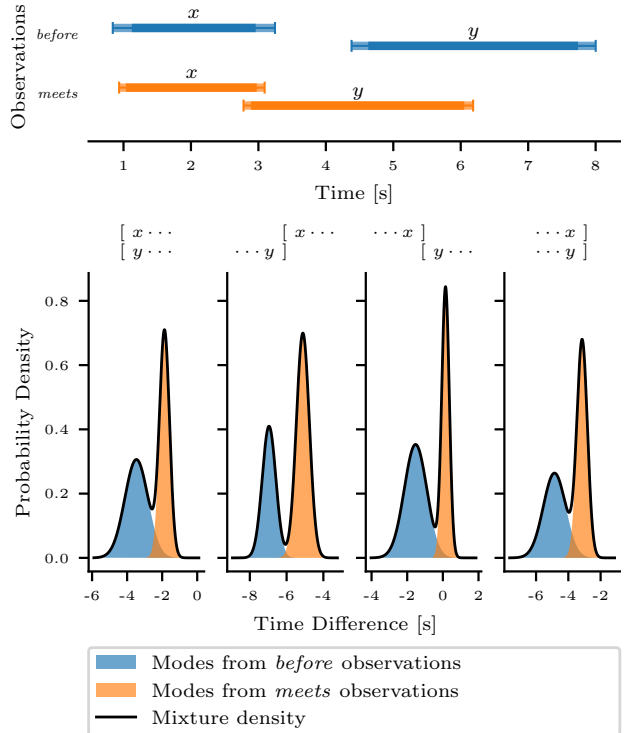 Observations
before x y
meets x y
1 2 3 4 5 6 7 8
Time [s]
[ x ··· [ x ··· ··· x ] ··· x ]
[ y ··· ··· y ] [ y ··· ··· y ]
Probability Density
0.8
0.6
0.4
0.2
0.0
-6 -4 -2 0 -8 -6 -4 -4 -2 0 2 -6 -4 -2
Time Difference [s]
Modes from before observations
Modes from meets observations
Mixture density